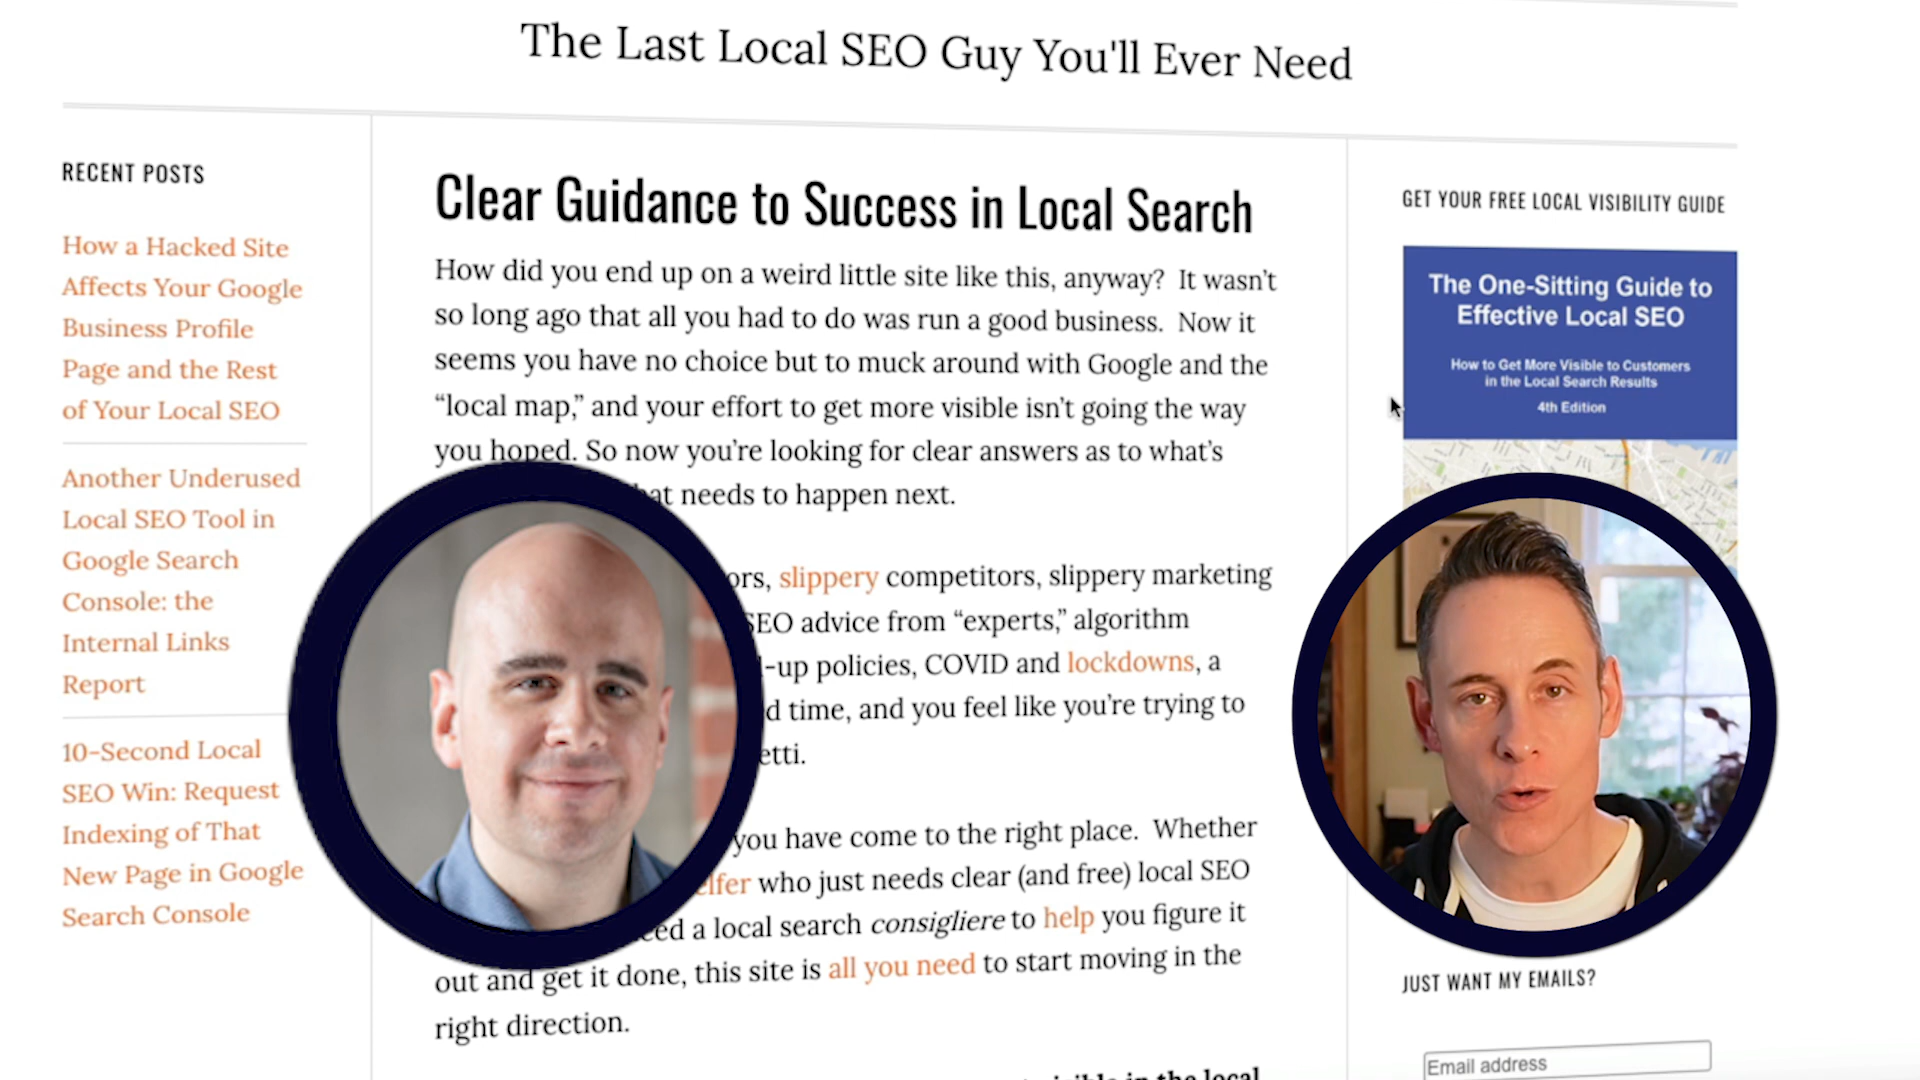 The Last Local SEO Guy You'll Ever Need
RECENT POSTS
How a Hacked Site
Affects Your Google
Business Profile
Page and the Rest
of Your Local SEO
Another Underused
Local SEO Tool in
Google Search
Console: the
Internal Links
Report
10-Second Local
SEO Win: Request
Indexing of That
New Page in Google
Search Console
Clear Guidance to Success in Local Search
How did you end up on a weird little site like this, anyway?  It wasn't
so long ago that all you had to do was run a good business.  Now it
seems you have no choice but to muck around with Google and the
“local map,” and your effort to get more visible isn't going the way
you hoped. So now you're looking for clear answers as to what's
needs to happen next.
slippery competitors, slippery marketing
SEO advice from “experts,” algorithm
-up policies, COVID and lockdowns, a
time, and you feel like you're trying to
you have come to the right place.  Whether
who just needs clear (and free) local SEO
a local search consigliere to help you figure it
out and get it done, this site is all you need to start moving in the
right direction.
in the local
GET YOUR FREE LOCAL VISIBILITY GUIDE
The One-Sitting Guide to
Effective Local SEO
How to Get More Visible to Customers
in the Local Search Results
4th Edition
JUST WANT MY EMAILS?
Email address